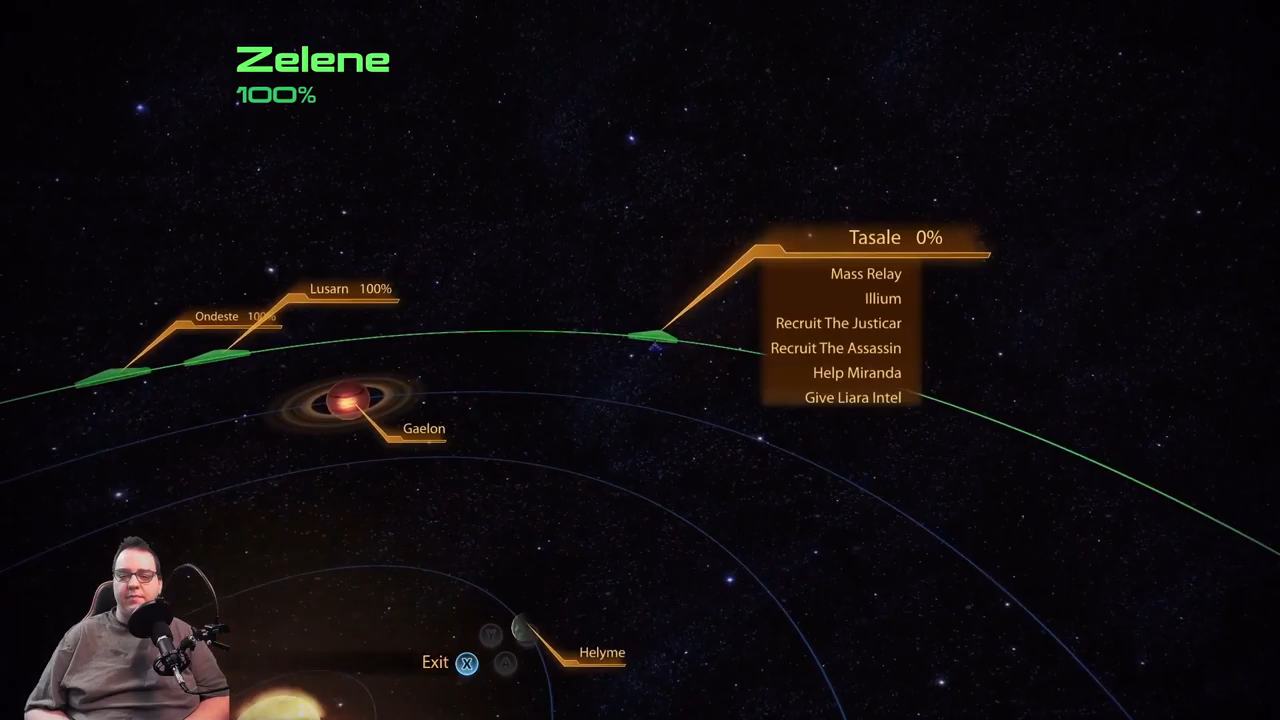 Zelene
100%
Tasale 0%
Mass Relay
Illium
Recruit The Justicar
Recruit The Assassin
Help Miranda
Give Liara Intel
Lusarn 100%
Ondeste 100%
Gaelon
Helyme
Exit X
Y
A